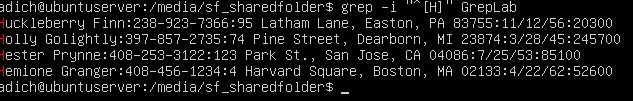 adich@ubuntuserver:/media/sf_sharedfolder$ grep -i "^[H]" GrepLab
uckleberry Finn:238-923-7366:95 Latham Lane, Easton, PA 83755:11/12/56:20300
olly Golightly:397-857-2735:74 Pine Street, Dearborn, MI 23874:3/28/45:245700
ester Prynne:408-253-3122:123 Park St., San Jose, CA 04086:7/25/53:85100
emione Granger:408-456-1234:4 Harvard Square, Boston, MA 02133:4/22/62:52600
adich@ubuntuserver:/media/sf_sharedfolder$ _